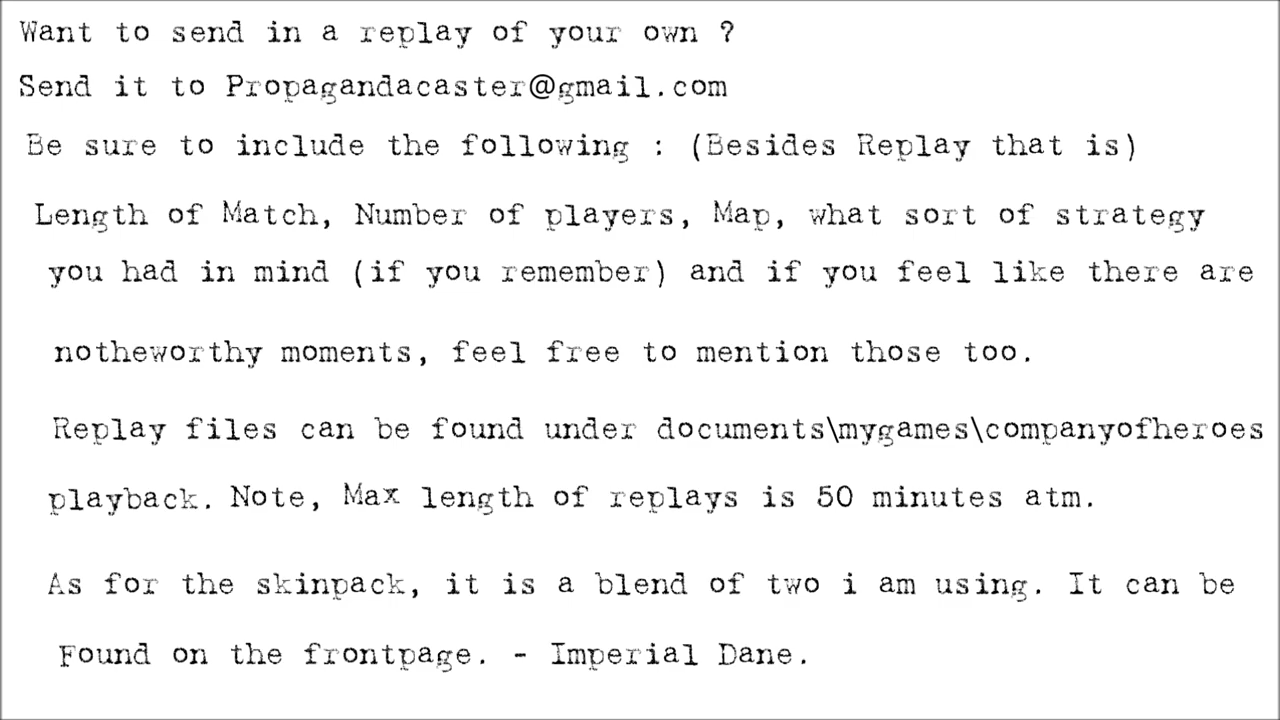 Want to send in a replay of your own ?
Send it to Propagandacaster@gmail.com
Be sure to include the following : (Besides Replay that is)
Length of Match, Number of players, Map, what sort of strategy
you had in mind (if you remember) and if you feel like there are
notheworthy moments, feel free to mention those too.
Replay files can be found under documents\mygames\companyofheroes
playback. Note, Max length of replays is 50 minutes atm.
As for the skinpack, it is a blend of two i am using. It can be
Found on the frontpage. - Imperial Dane.